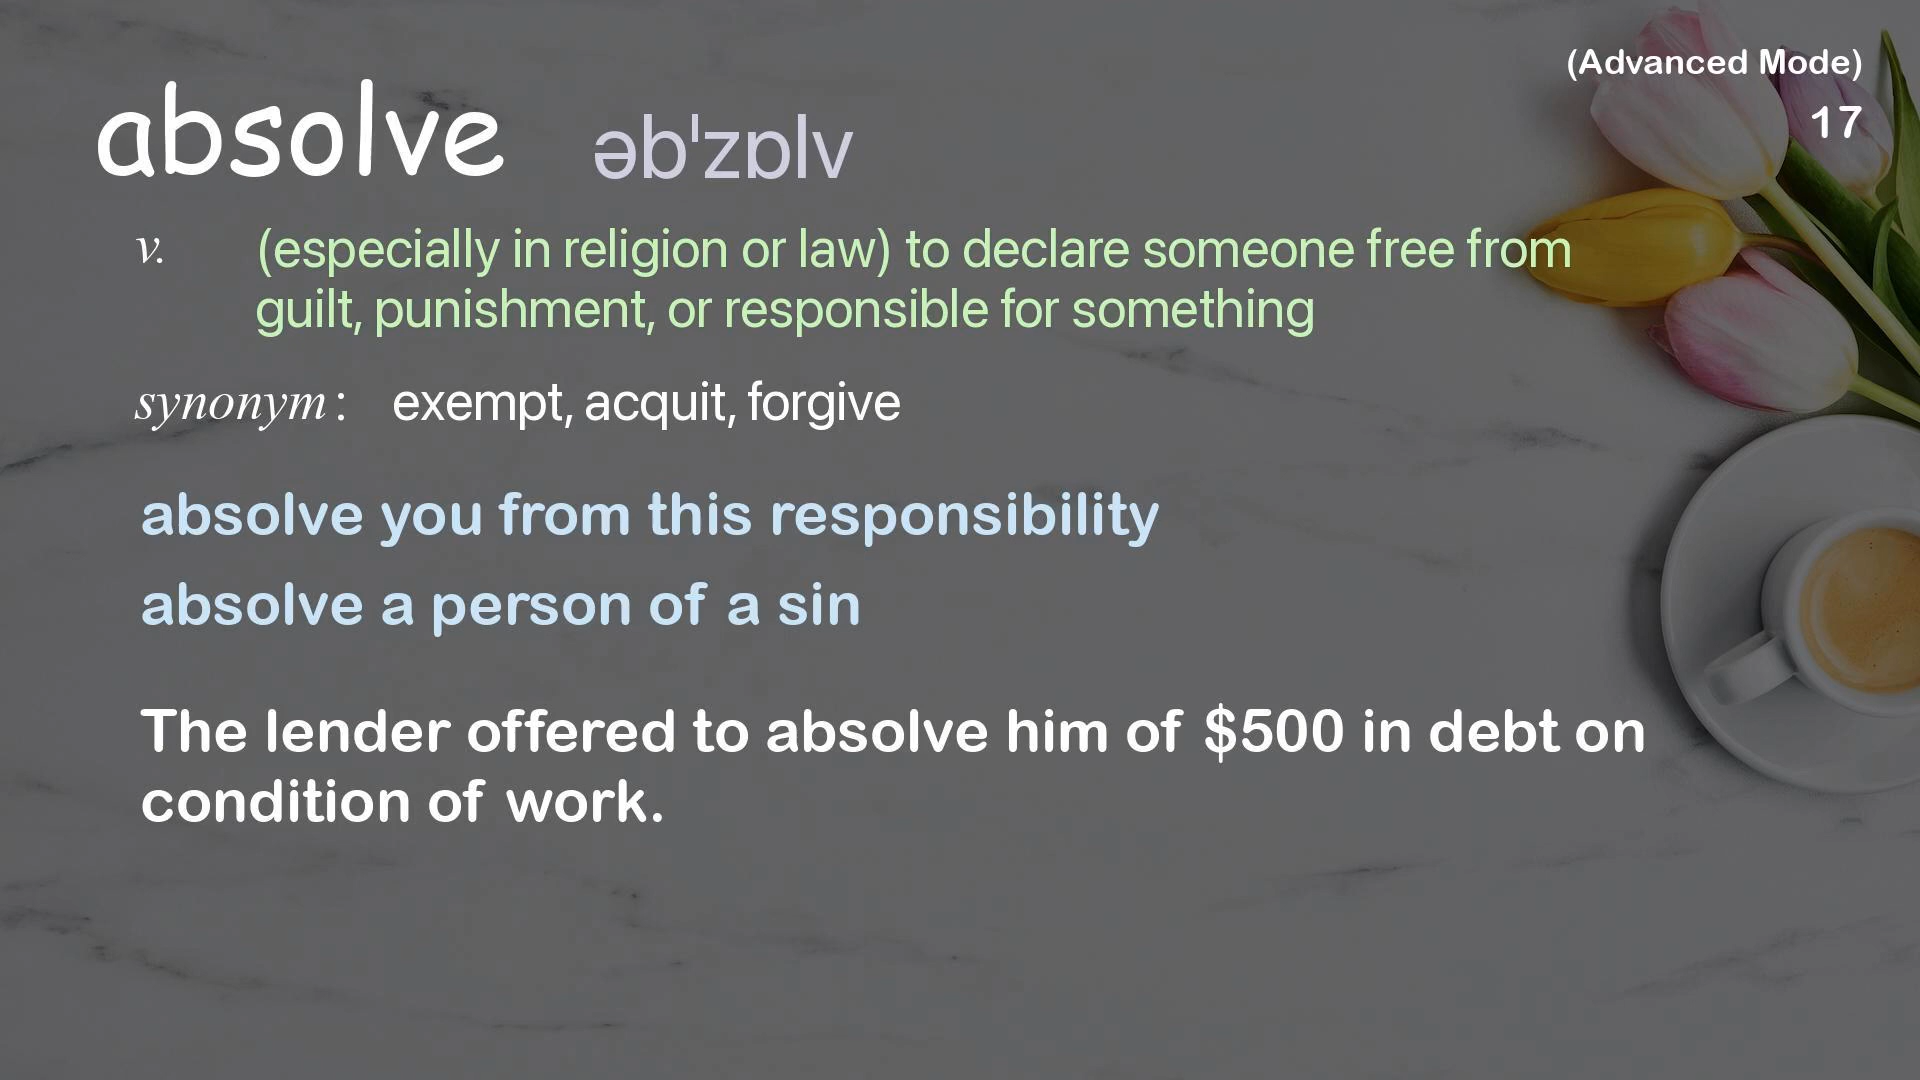 (Advanced Mode)
17
absolve əb'zɒlv
v. (especially in religion or law) to declare someone free from
guilt, punishment, or responsible for something
synonym : exempt, acquit, forgive
absolve you from this responsibility
absolve a person of a sin
The lender offered to absolve him of $500 in debt on
condition of work.